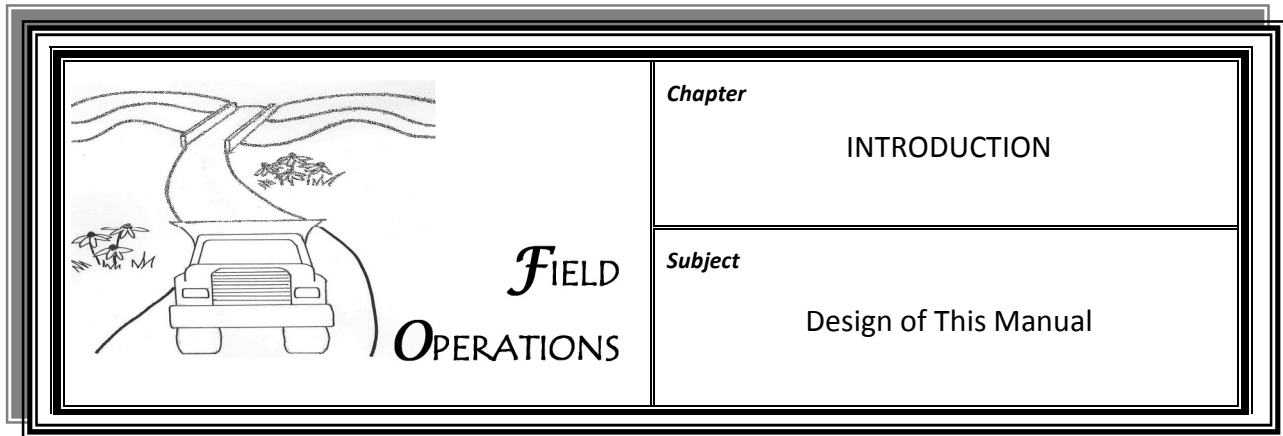 FIELD
OPERATIONS
Chapter
INTRODUCTION
Subject
Design of This Manual